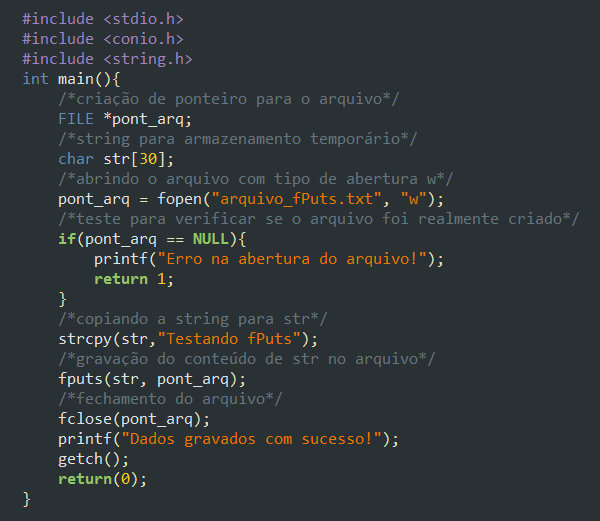 #include <stdio.h>
#include <conio.h>
#include <string.h>
int main(){
    /*criação de ponteiro para o arquivo*/
    FILE *pont_arq;
    /*string para armazenamento temporário*/
    char str[30];
    /*abrindo o arquivo com tipo de abertura w*/
    pont_arq = fopen("arquivo_fPuts.txt", "w");
    /*teste para verificar se o arquivo foi realmente criado*/
    if(pont_arq == NULL){
        printf("Erro na abertura do arquivo!");
        return 1;
    }
    /*copiando a string para str*/
    strcpy(str,"Testando fPuts");
    /*gravação do conteúdo de str no arquivo*/
    fputs(str, pont_arq);
    /*fechamento do arquivo*/
    fclose(pont_arq);
    printf("Dados gravados com sucesso!");
    getch();
    return(0);
}